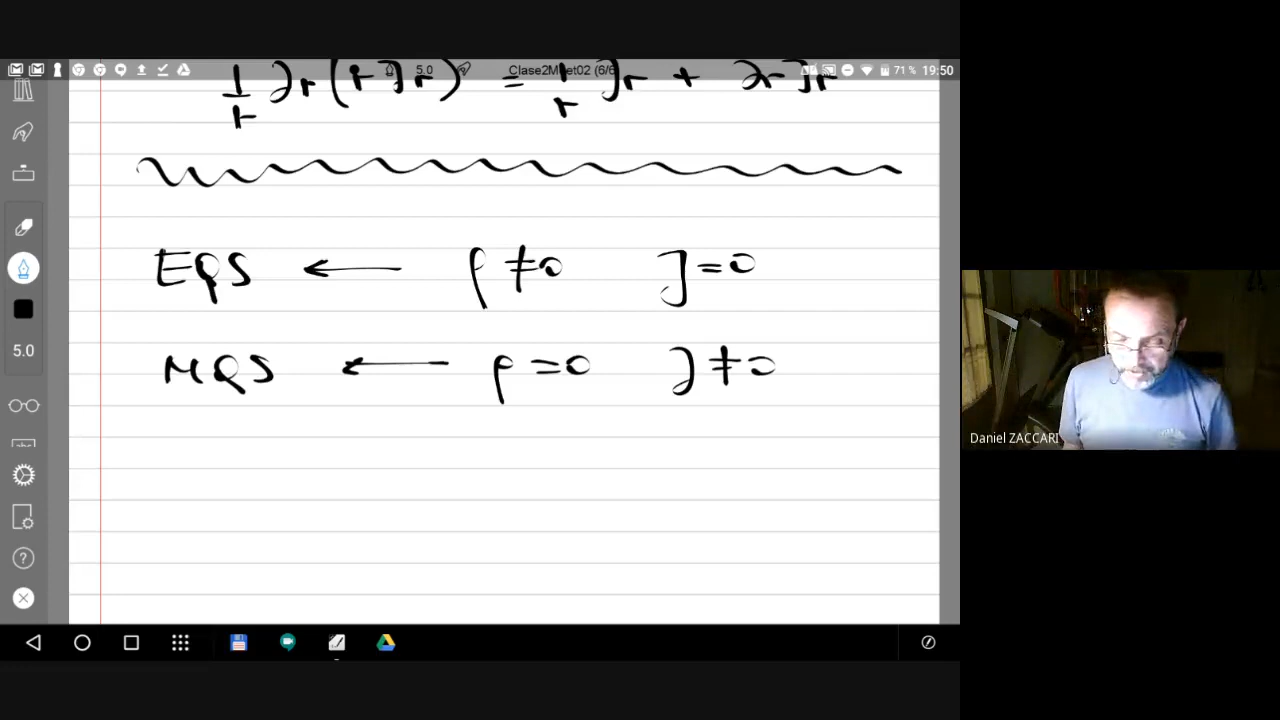 5.0 Clase2Meet02 (6/6) 71 % 19:50
1/r ∂r(r Jr) = 1/r Jr + ∂r Jr
EQS ← ρ ≠ 0 J = 0
MQS ← ρ = 0 J ≠ 0
5.0
Daniel ZACCARI